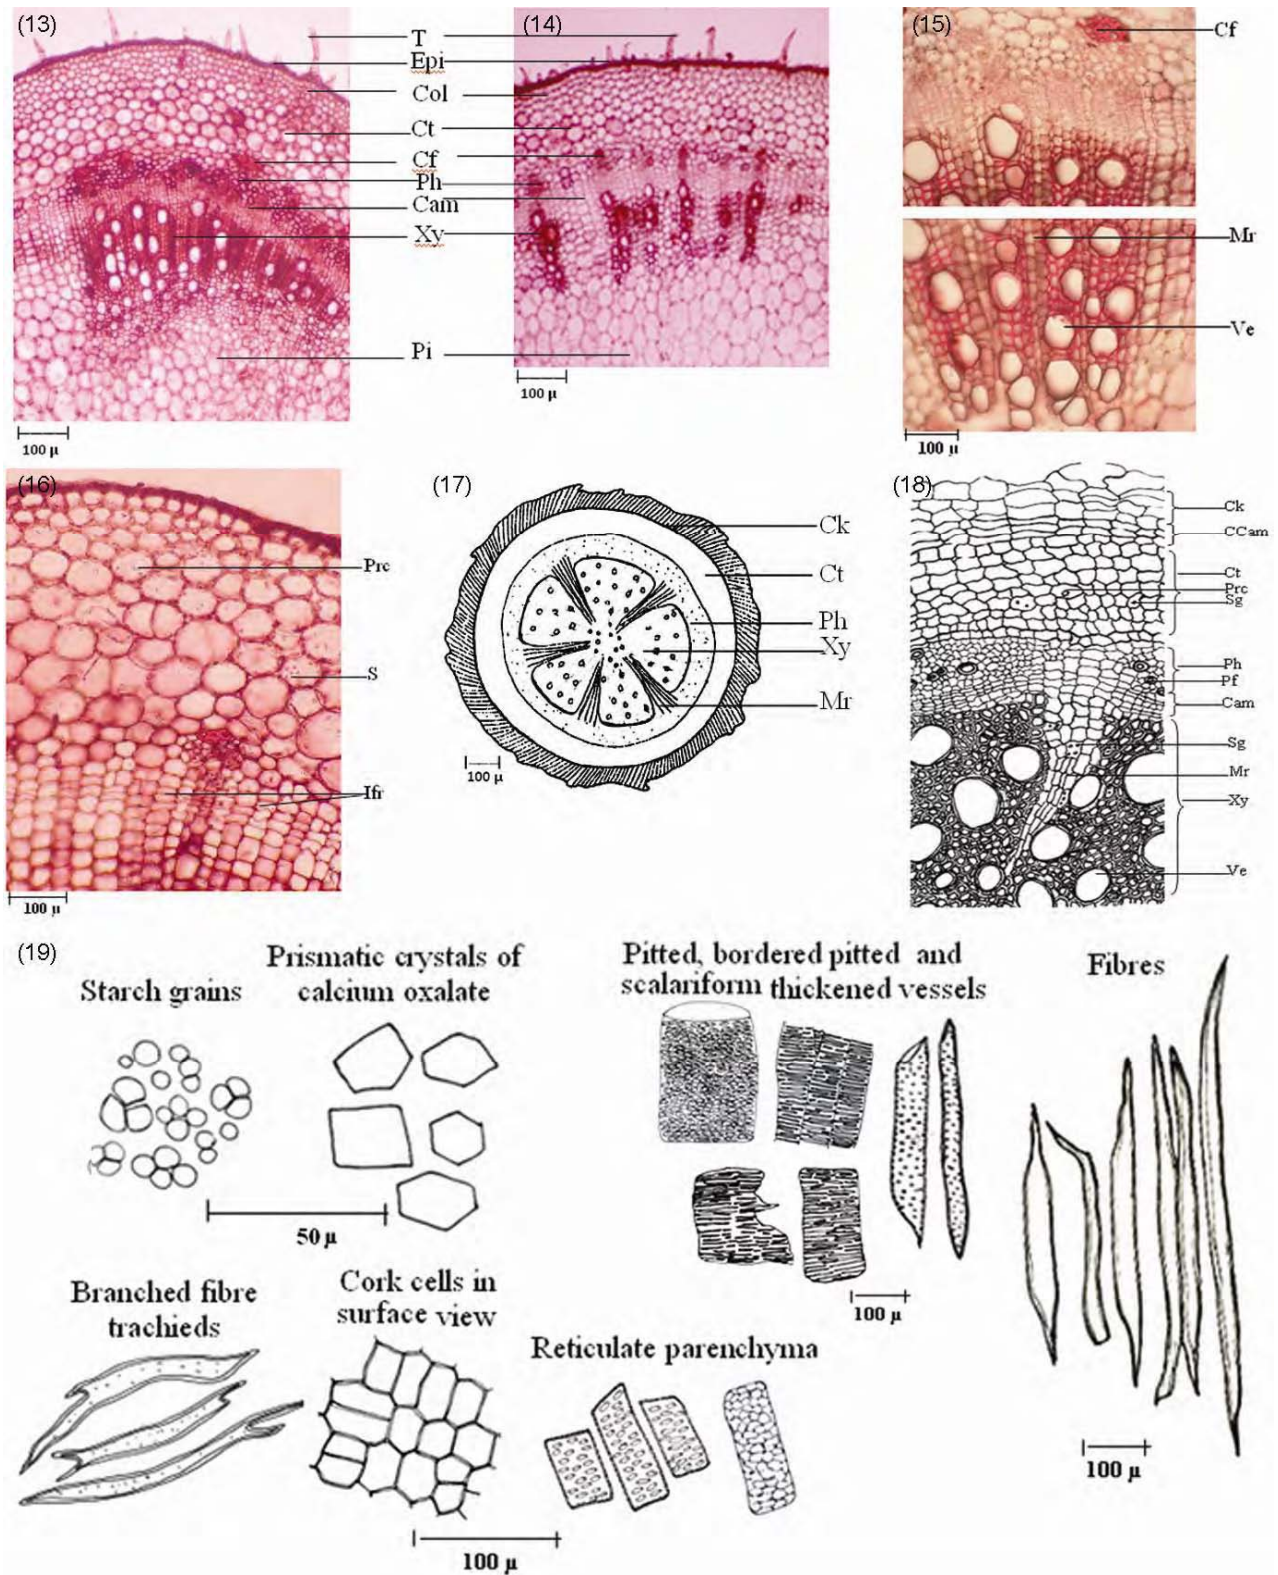 (13)
T
(14)
Epi
Col
Ct
Cf
Ph
Cam
Xy
Pi
100 µ
100 µ
(15)
Cf
Mr
Ve
100 µ
(16)
Prc
S
Ifr
100 µ
(17)
Ck
Ct
Ph
Xy
Mr
100 µ
(18)
Ck
CCam
Ct
Prc
Sg
Ph
Pf
Cam
Sg
Mr
Xy
Ve
(19)
Starch grains
Prismatic crystals of
calcium oxalate
50 µ
Pitted, bordered pitted and
scalariform thickened vessels
100 µ
Fibres
100 µ
Branched fibre
trachieds
Cork cells in
surface view
Reticulate parenchyma
100 µ